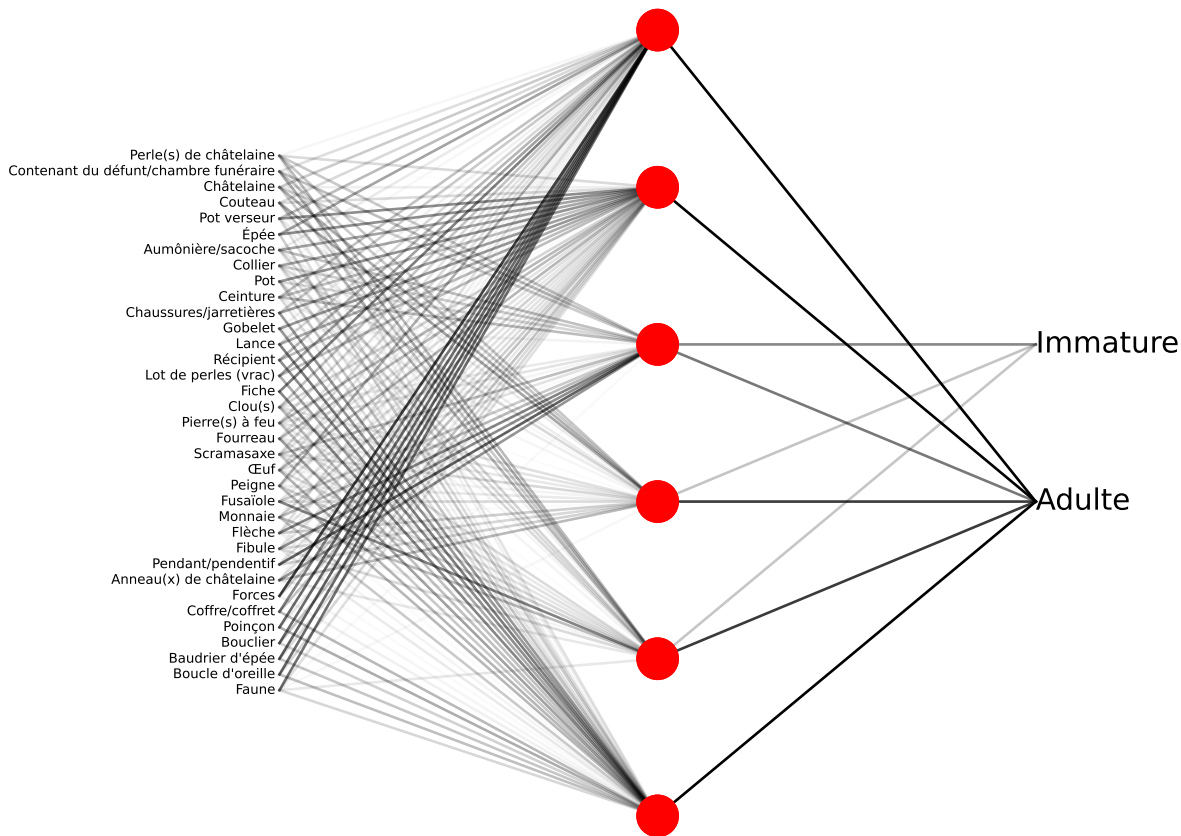 Perle(s) de châtelaine
Contenant du défunt/chambre funéraire
Châtelaine
Couteau
Pot verseur
Épée
Aumônière/sacoche
Collier
Pot
Ceinture
Chaussures/jarretières
Gobelet
Lance
Récipient
Lot de perles (vrac)
Fiche
Clou(s)
Pierre(s) à feu
Fourreau
Scramasaxe
Œuf
Peigne
Fusaïole
Monnaie
Flèche
Fibule
Pendant/pendentif
Anneau(x) de châtelaine
Forces
Coffre/coffret
Poinçon
Bouclier
Baudrier d'épée
Boucle d'oreille
Faune
Immature
Adulte